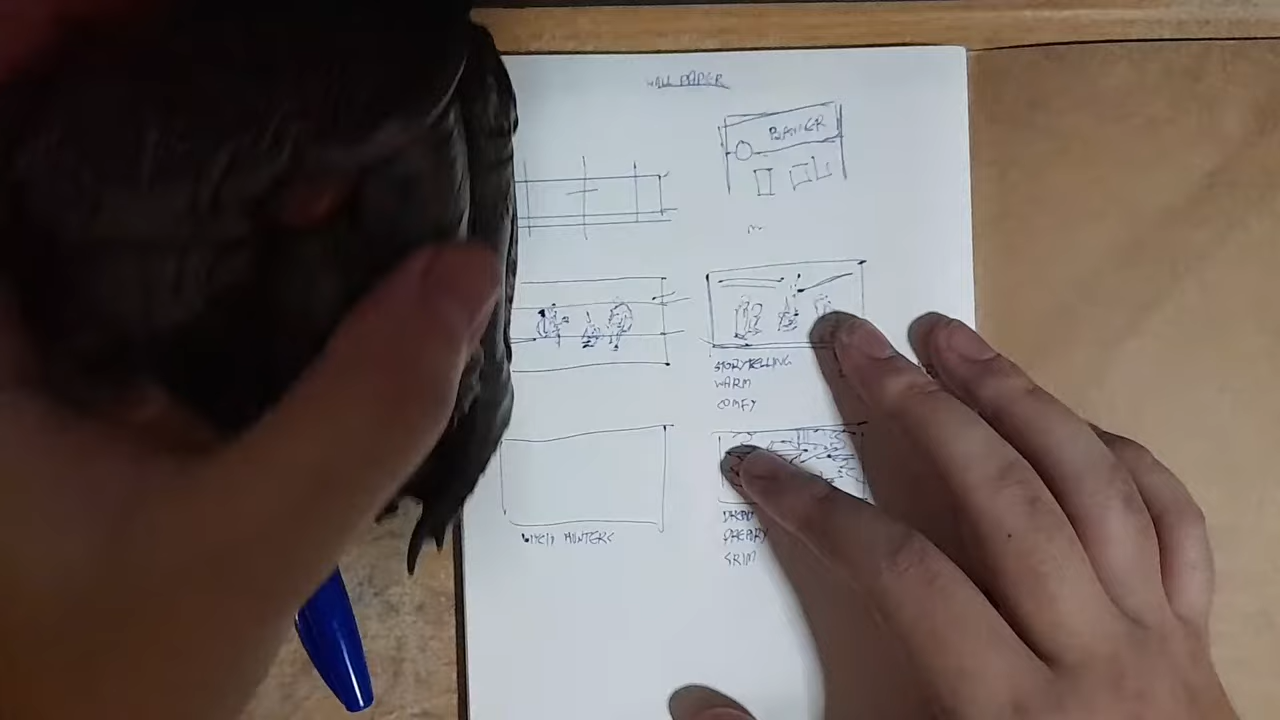 WALL PAPER
BANNER
STORYTELLING
WARM
COMFY
WITCH HUNTERS
DREARY
GRIM